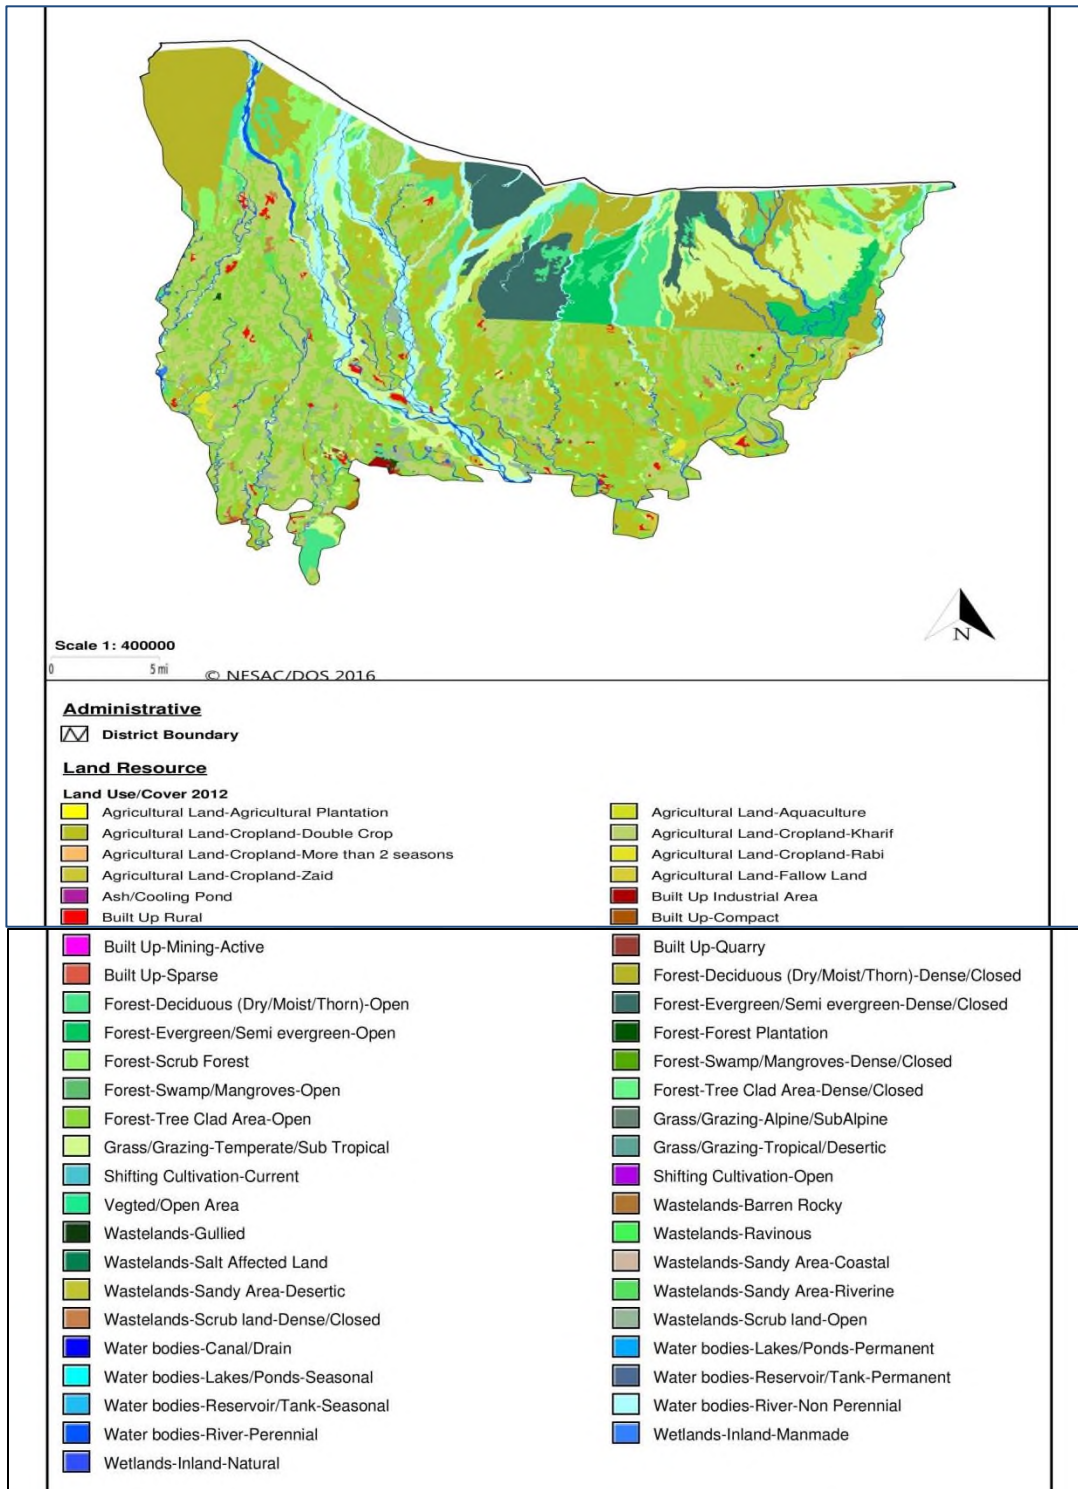 N
Scale 1: 400000
0 5 mi
© NESAC/DOS 2016
Administrative
District Boundary
Land Resource
Land Use/Cover 2012
Agricultural Land-Agricultural Plantation
Agricultural Land-Aquaculture
Agricultural Land-Cropland-Double Crop
Agricultural Land-Cropland-Kharif
Agricultural Land-Cropland-More than 2 seasons
Agricultural Land-Cropland-Rabi
Agricultural Land-Cropland-Zaid
Agricultural Land-Fallow Land
Ash/Cooling Pond
Built Up Industrial Area
Built Up Rural
Built Up-Compact
Built Up-Mining-Active
Built Up-Quarry
Built Up-Sparse
Forest-Deciduous (Dry/Moist/Thorn)-Dense/Closed
Forest-Deciduous (Dry/Moist/Thorn)-Open
Forest-Evergreen/Semi evergreen-Dense/Closed
Forest-Evergreen/Semi evergreen-Open
Forest-Forest Plantation
Forest-Scrub Forest
Forest-Swamp/Mangroves-Dense/Closed
Forest-Swamp/Mangroves-Open
Forest-Tree Clad Area-Dense/Closed
Forest-Tree Clad Area-Open
Grass/Grazing-Alpine/SubAlpine
Grass/Grazing-Temperate/Sub Tropical
Grass/Grazing-Tropical/Desertic
Shifting Cultivation-Current
Shifting Cultivation-Open
Vegted/Open Area
Wastelands-Barren Rocky
Wastelands-Gullied
Wastelands-Ravinous
Wastelands-Salt Affected Land
Wastelands-Sandy Area-Coastal
Wastelands-Sandy Area-Desertic
Wastelands-Sandy Area-Riverine
Wastelands-Scrub land-Dense/Closed
Wastelands-Scrub land-Open
Water bodies-Canal/Drain
Water bodies-Lakes/Ponds-Permanent
Water bodies-Lakes/Ponds-Seasonal
Water bodies-Reservoir/Tank-Permanent
Water bodies-Reservoir/Tank-Seasonal
Water bodies-River-Non Perennial
Water bodies-River-Perennial
Wetlands-Inland-Manmade
Wetlands-Inland-Natural